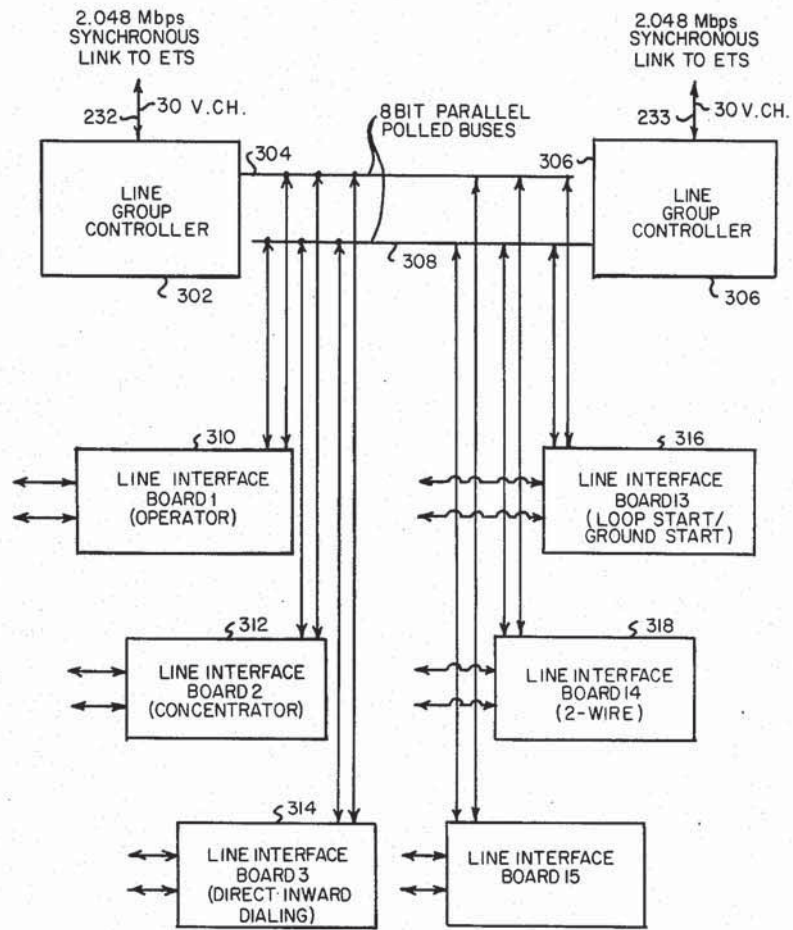 2.048 Mbps
SYNCHRONOUS
LINK TO ETS
2.048 Mbps
SYNCHRONOUS
LINK TO ETS
232
30 V.CH.
8 BIT PARALLEL
POLLED BUSES
233
30 V.CH.
304
306
LINE
GROUP
CONTROLLER
LINE
GROUP
CONTROLLER
308
302
306
310
316
LINE INTERFACE
BOARD 1
(OPERATOR)
LINE INTERFACE
BOARD 13
(LOOP START/
GROUND START)
312
318
LINE INTERFACE
BOARD 2
(CONCENTRATOR)
LINE INTERFACE
BOARD 14
(2-WIRE)
314
LINE INTERFACE
BOARD 3
(DIRECT INWARD
DIALING)
LINE INTERFACE
BOARD 15